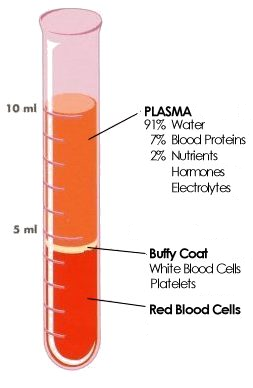 10 ml
PLASMA
91% Water
7% Blood Proteins
2% Nutrients
Hormones
Electrolytes
5 ml
Buffy Coat
White Blood Cells
Platelets
Red Blood Cells